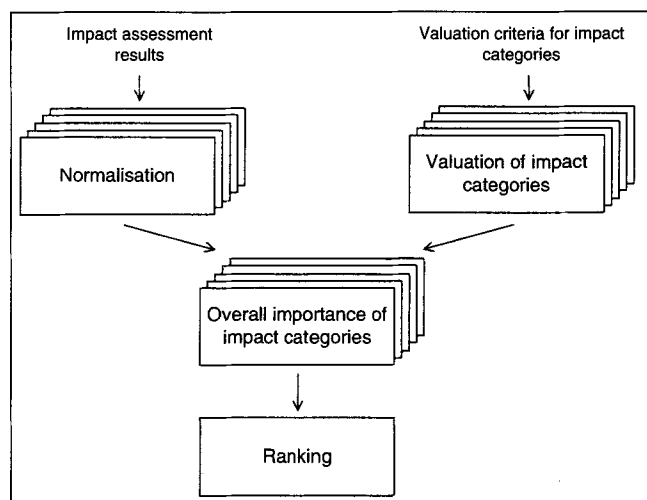 Impact assessment
results
Valuation criteria for impact
categories
Normalisation
Valuation of impact
categories
Overall importance of
impact categories
Ranking